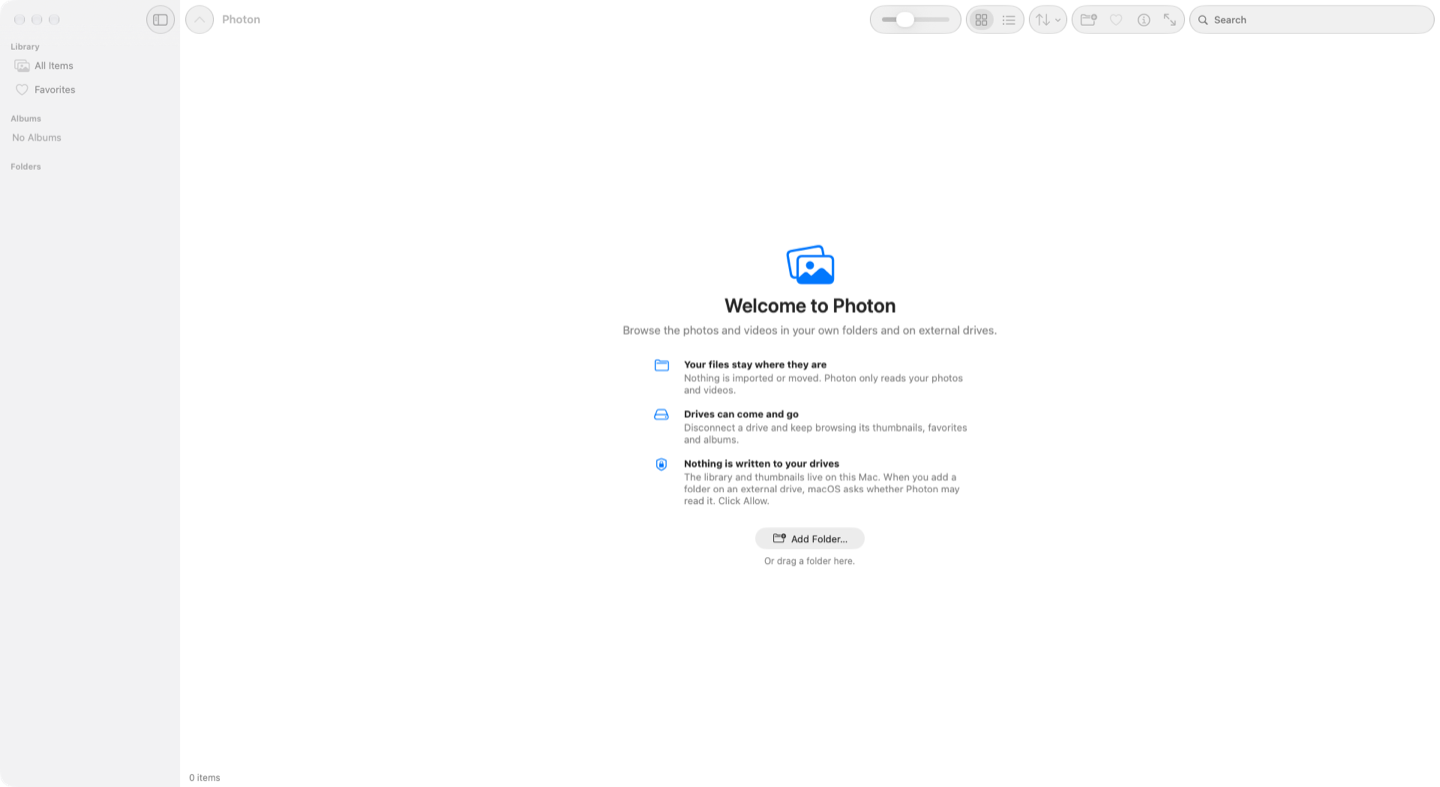 Photon
Search
Library
All Items
Favorites
Albums
No Albums
Folders
Welcome to Photon
Browse the photos and videos in your own folders and on external drives.
Your files stay where they are
Nothing is imported or moved. Photon only reads your photos
and videos.
Drives can come and go
Disconnect a drive and keep browsing its thumbnails, favorites
and albums.
Nothing is written to your drives
The library and thumbnails live on this Mac. When you add a
folder on an external drive, macOS asks whether Photon may
read it. Click Allow.
Add Folder...
Or drag a folder here.
0 items